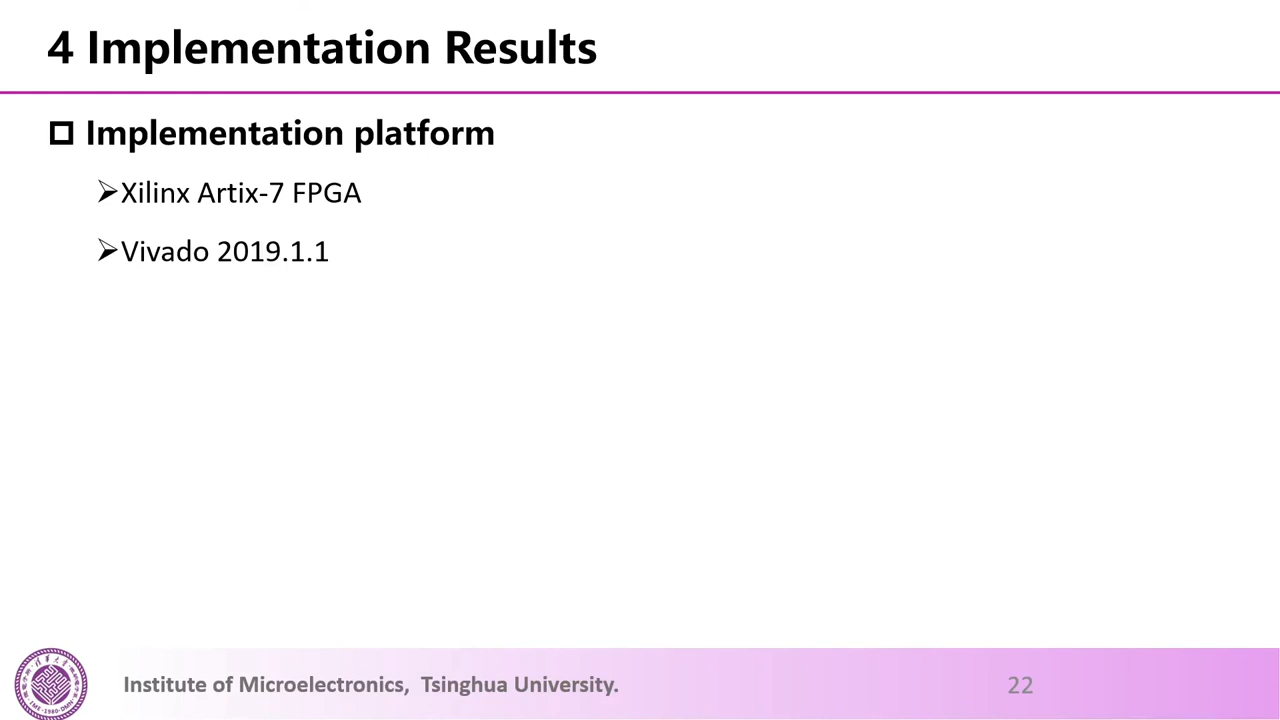 4 Implementation Results
Implementation platform
Xilinx Artix-7 FPGA
Vivado 2019.1.1
Institute of Microelectronics, Tsinghua University.
22